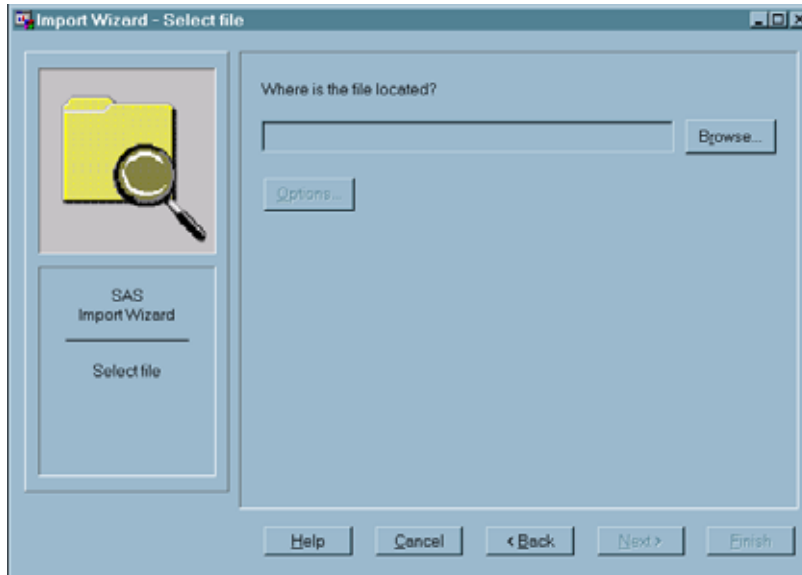 Import Wizard - Select file
Where is the file located?
Browse...
Options...
SAS
Import Wizard
Select file
Help
Cancel
< Back
Next >
Finish